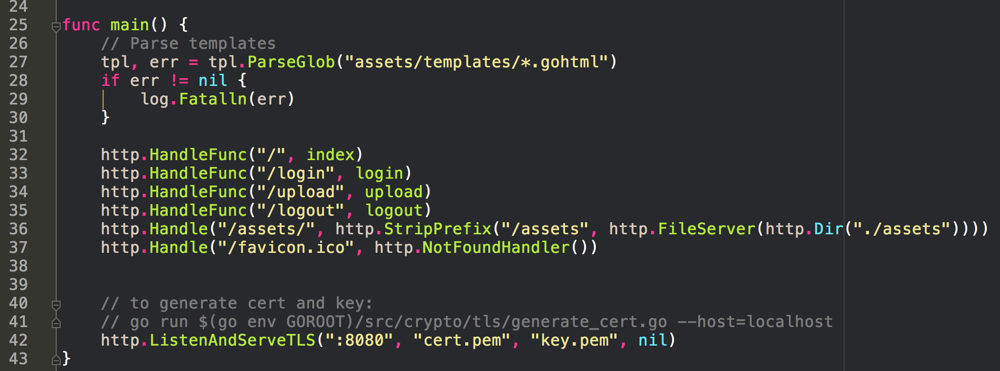 24
25 func main() {
26     // Parse templates
27     tpl, err = tpl.ParseGlob("assets/templates/*.gohtml")
28     if err != nil {
29         log.Fatalln(err)
30     }
31
32     http.HandleFunc("/", index)
33     http.HandleFunc("/login", login)
34     http.HandleFunc("/upload", upload)
35     http.HandleFunc("/logout", logout)
36     http.Handle("/assets/", http.StripPrefix("/assets", http.FileServer(http.Dir("./assets"))))
37     http.Handle("/favicon.ico", http.NotFoundHandler())
38
39
40     // to generate cert and key:
41     // go run $(go env GOROOT)/src/crypto/tls/generate_cert.go --host=localhost
42     http.ListenAndServeTLS(":8080", "cert.pem", "key.pem", nil)
43 }